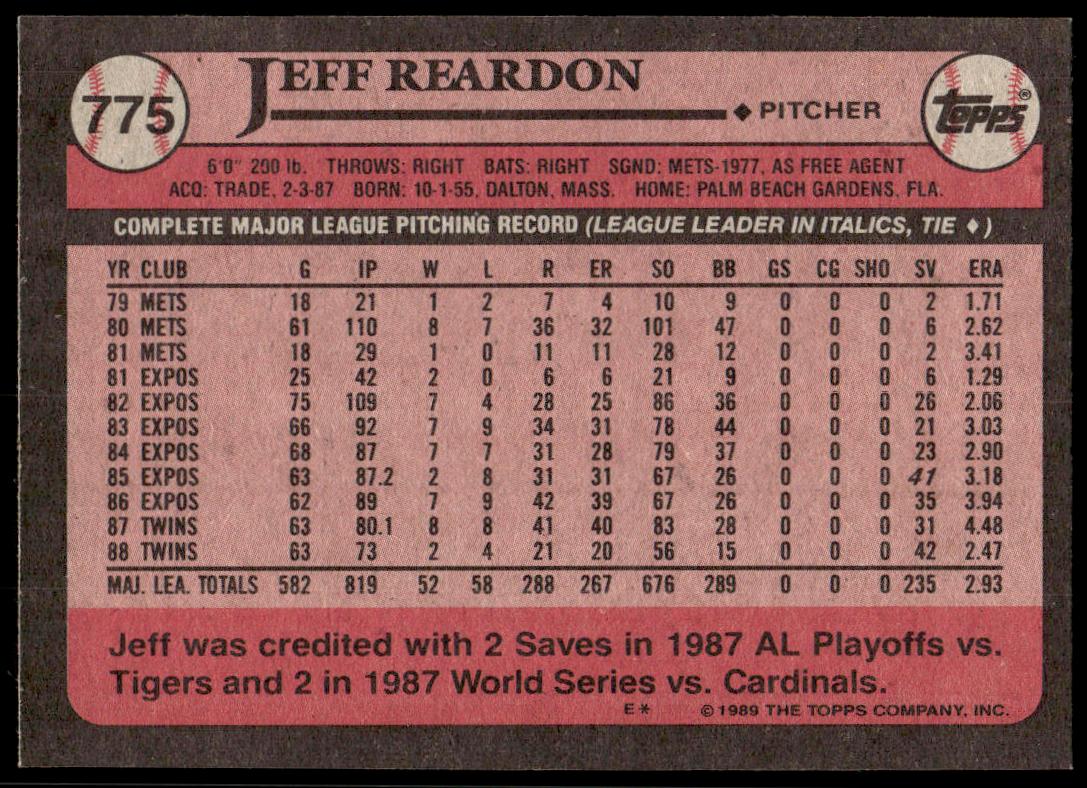 775
JEFF REARDON
◆ PITCHER
TOPPS®
6'0" 200 lb. THROWS: RIGHT BATS: RIGHT SGND: METS-1977, AS FREE AGENT
ACQ: TRADE, 2-3-87 BORN: 10-1-55, DALTON, MASS. HOME: PALM BEACH GARDENS, FLA.
COMPLETE MAJOR LEAGUE PITCHING RECORD (LEAGUE LEADER IN ITALICS, TIE ♦)
YR CLUB G IP W L R ER SO BB GS CG SHO SV ERA
79 METS 18 21 1 2 7 4 10 9 0 0 0 2 1.71
80 METS 61 110 8 7 36 32 101 47 0 0 0 6 2.62
81 METS 18 29 1 0 11 11 28 12 0 0 0 2 3.41
81 EXPOS 25 42 2 0 6 6 21 9 0 0 0 6 1.29
82 EXPOS 75 109 7 4 28 25 86 36 0 0 0 26 2.06
83 EXPOS 66 92 7 9 34 31 78 44 0 0 0 21 3.03
84 EXPOS 68 87 7 7 31 28 79 37 0 0 0 23 2.90
85 EXPOS 63 87.2 2 8 31 31 67 26 0 0 0 41 3.18
86 EXPOS 62 89 7 9 42 39 67 26 0 0 0 35 3.94
87 TWINS 63 80.1 8 8 41 40 83 28 0 0 0 31 4.48
88 TWINS 63 73 2 4 21 20 56 15 0 0 0 42 2.47
MAJ. LEA. TOTALS 582 819 52 58 288 267 676 289 0 0 0 235 2.93
Jeff was credited with 2 Saves in 1987 AL Playoffs vs.
Tigers and 2 in 1987 World Series vs. Cardinals.
E* ©1989 THE TOPPS COMPANY, INC.